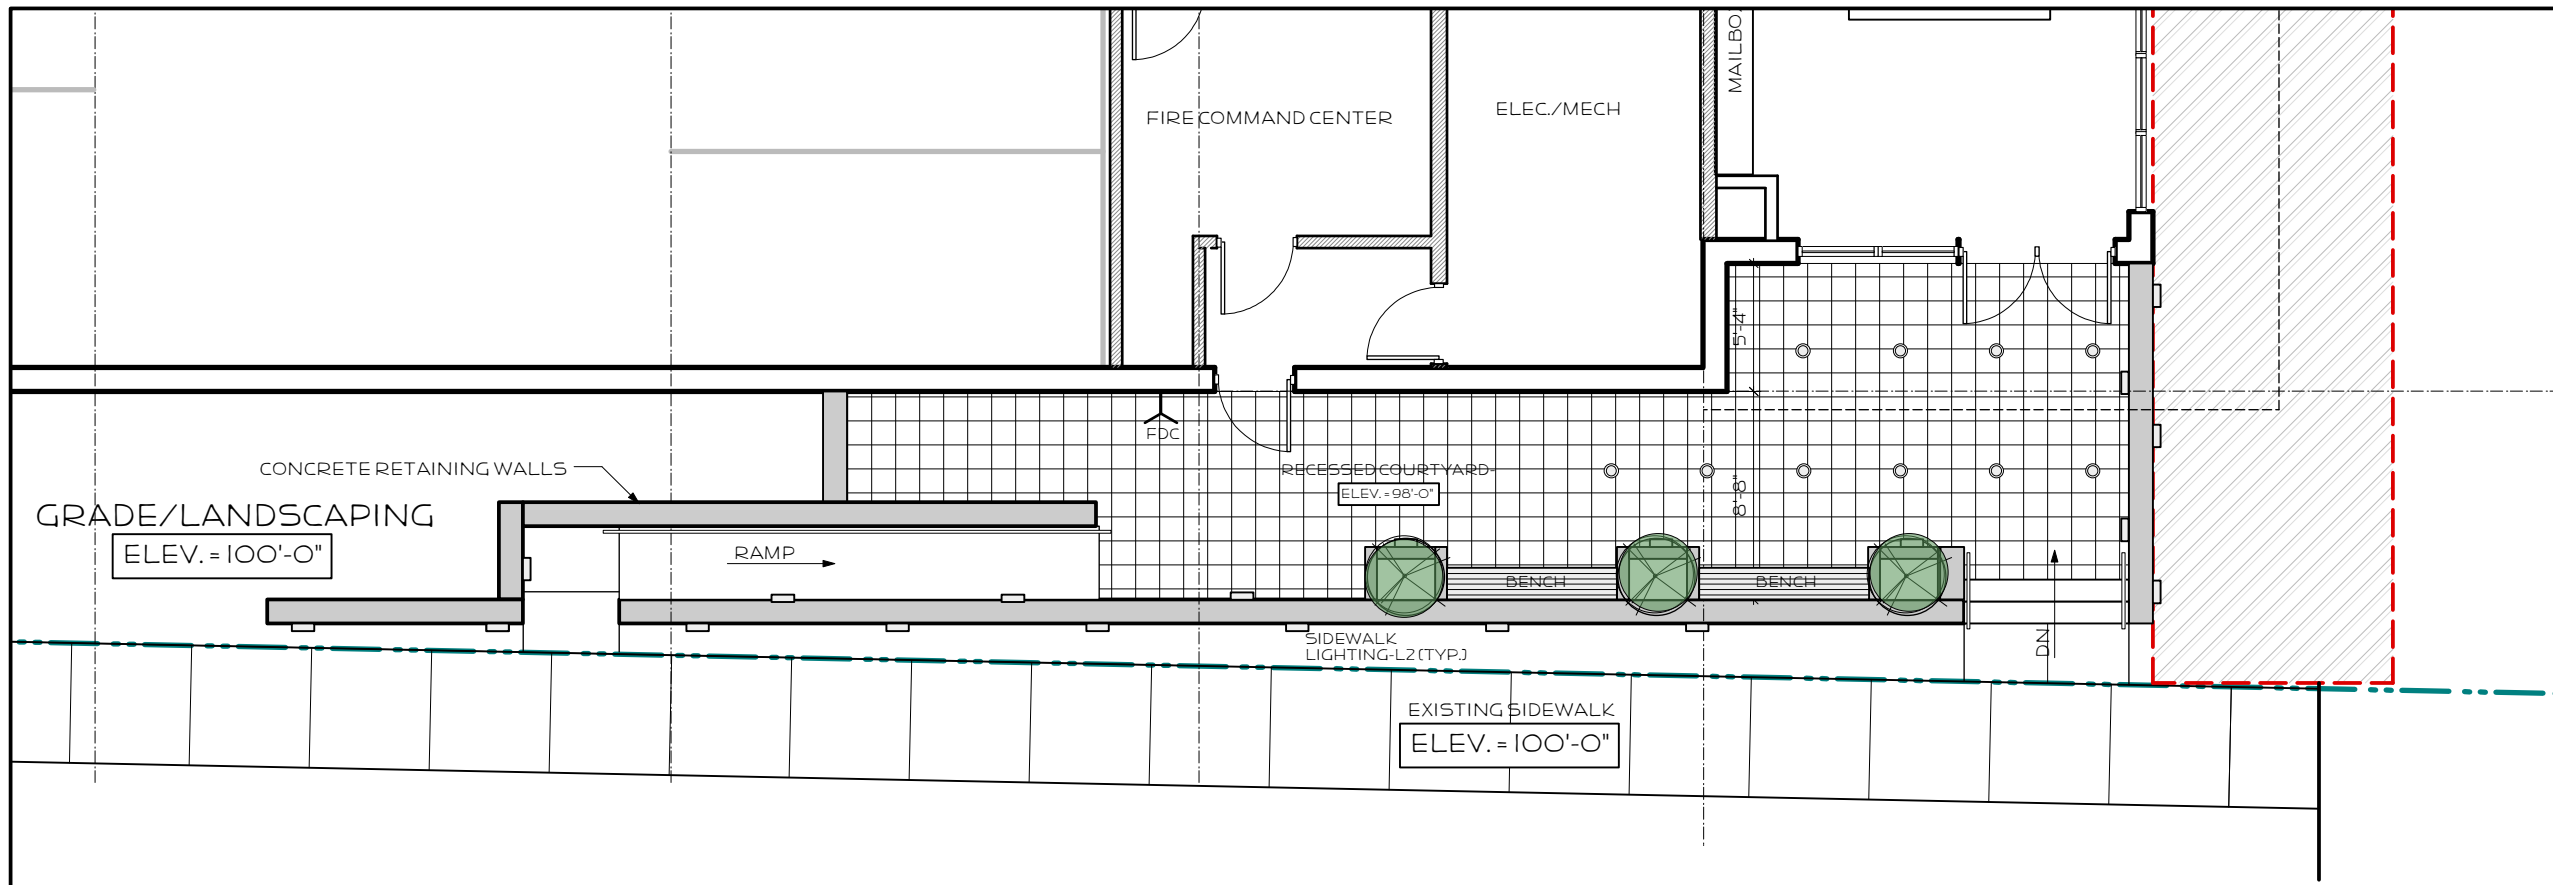 MAILBO
FIRE COMMAND CENTER
ELEC./MECH
5'-4"
FDC
CONCRETE RETAINING WALLS
RECESSED COURTYARD-
ELEV. = 98'-0"
8'-8"
GRADE/LANDSCAPING
ELEV. = 100'-0"
RAMP
BENCH
BENCH
SIDEWALK
LIGHTING-L2 (TYP.)
DN
EXISTING SIDEWALK
ELEV. = 100'-0"